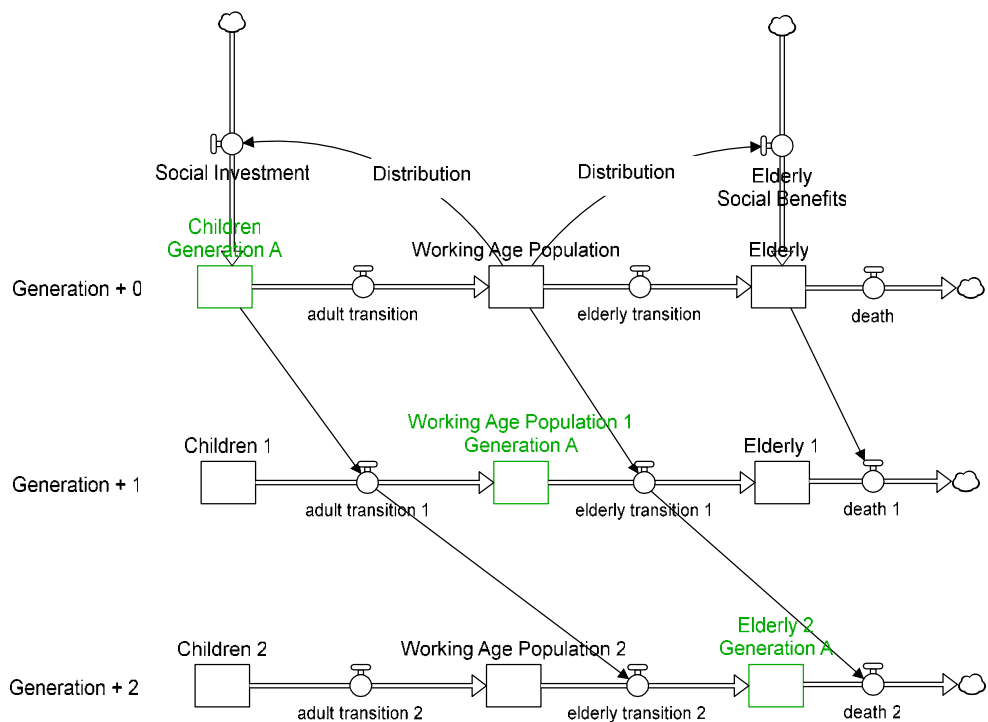 Social Investment
Distribution
Distribution
Elderly
Social Benefits
Children
Generation A
Working Age Population
Elderly
Generation + 0
adult transition
elderly transition
death
Working Age Population 1
Generation A
Children 1
Elderly 1
Generation + 1
adult transition 1
elderly transition 1
death 1
Elderly 2
Generation A
Children 2
Working Age Population 2
Generation + 2
adult transition 2
elderly transition 2
death 2